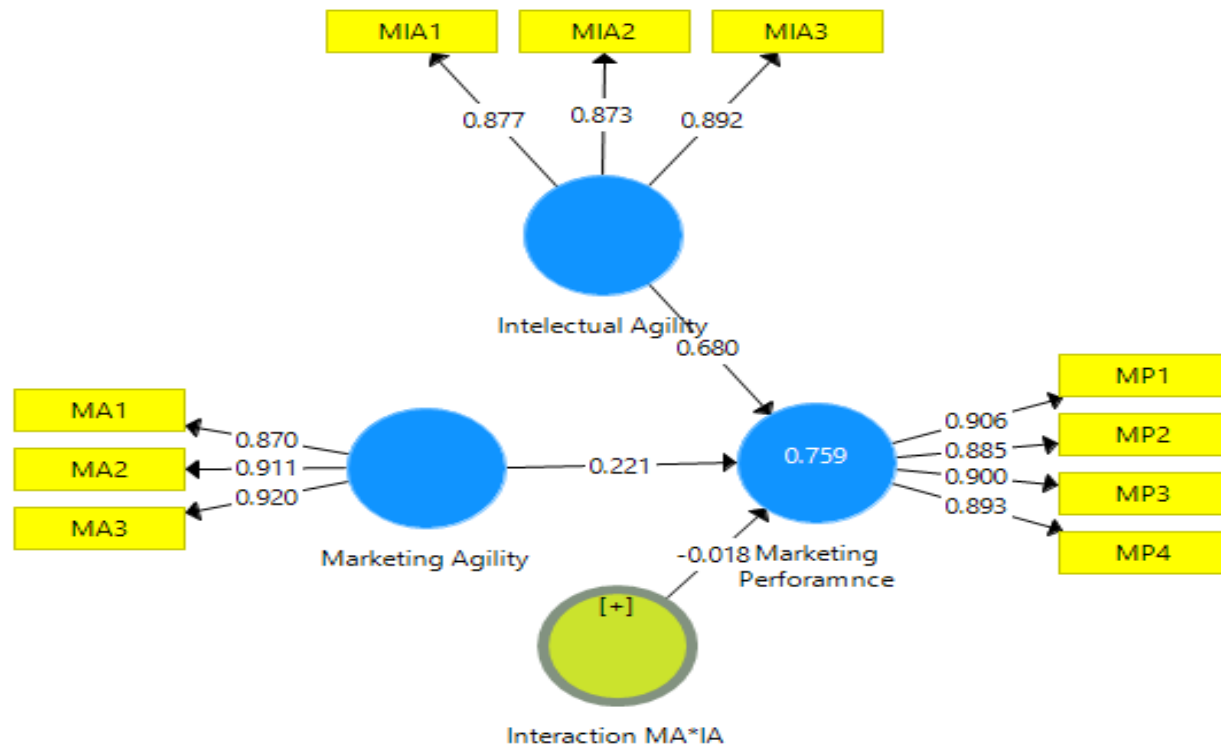 MIA1 MIA2 MIA3
0.877 0.873 0.892
Intelectual Agility
0.680
MA1
MA2
MA3
0.870
0.911
0.920
Marketing Agility
0.221
0.759
Marketing
Perforamnce
0.906
0.885
0.900
0.893
MP1
MP2
MP3
MP4
-0.018
[+]
Interaction MA*IA